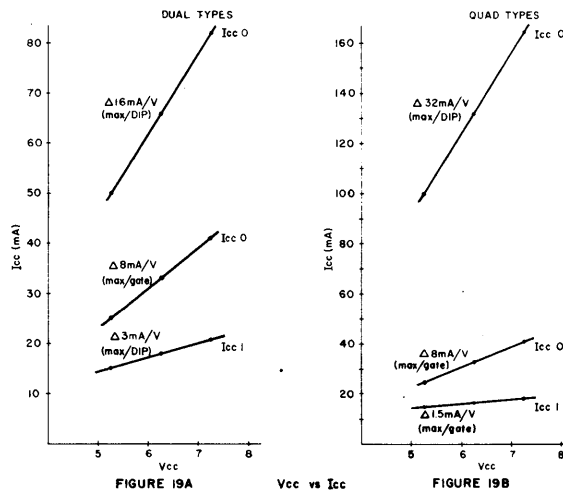 DUAL TYPES
Icc 0
80
70
60
50
40
30
20
10
Icc (mA)
Δ16mA/V
(max/DIP)
Icc 0
Δ8mA/V
(max/gate)
Δ3mA/V
(max/DIP)
Icc 1
5 6 7 8
Vcc
FIGURE 19A
Vcc vs Icc
QUAD TYPES
Icc 0
160
140
120
100
80
60
40
20
Icc (mA)
Δ32mA/V
(max/DIP)
Icc 0
Δ8mA/V
(max/gate)
Icc 1
Δ1.5mA/V
(max/gate)
5 6 7 8
Vcc
FIGURE 19B